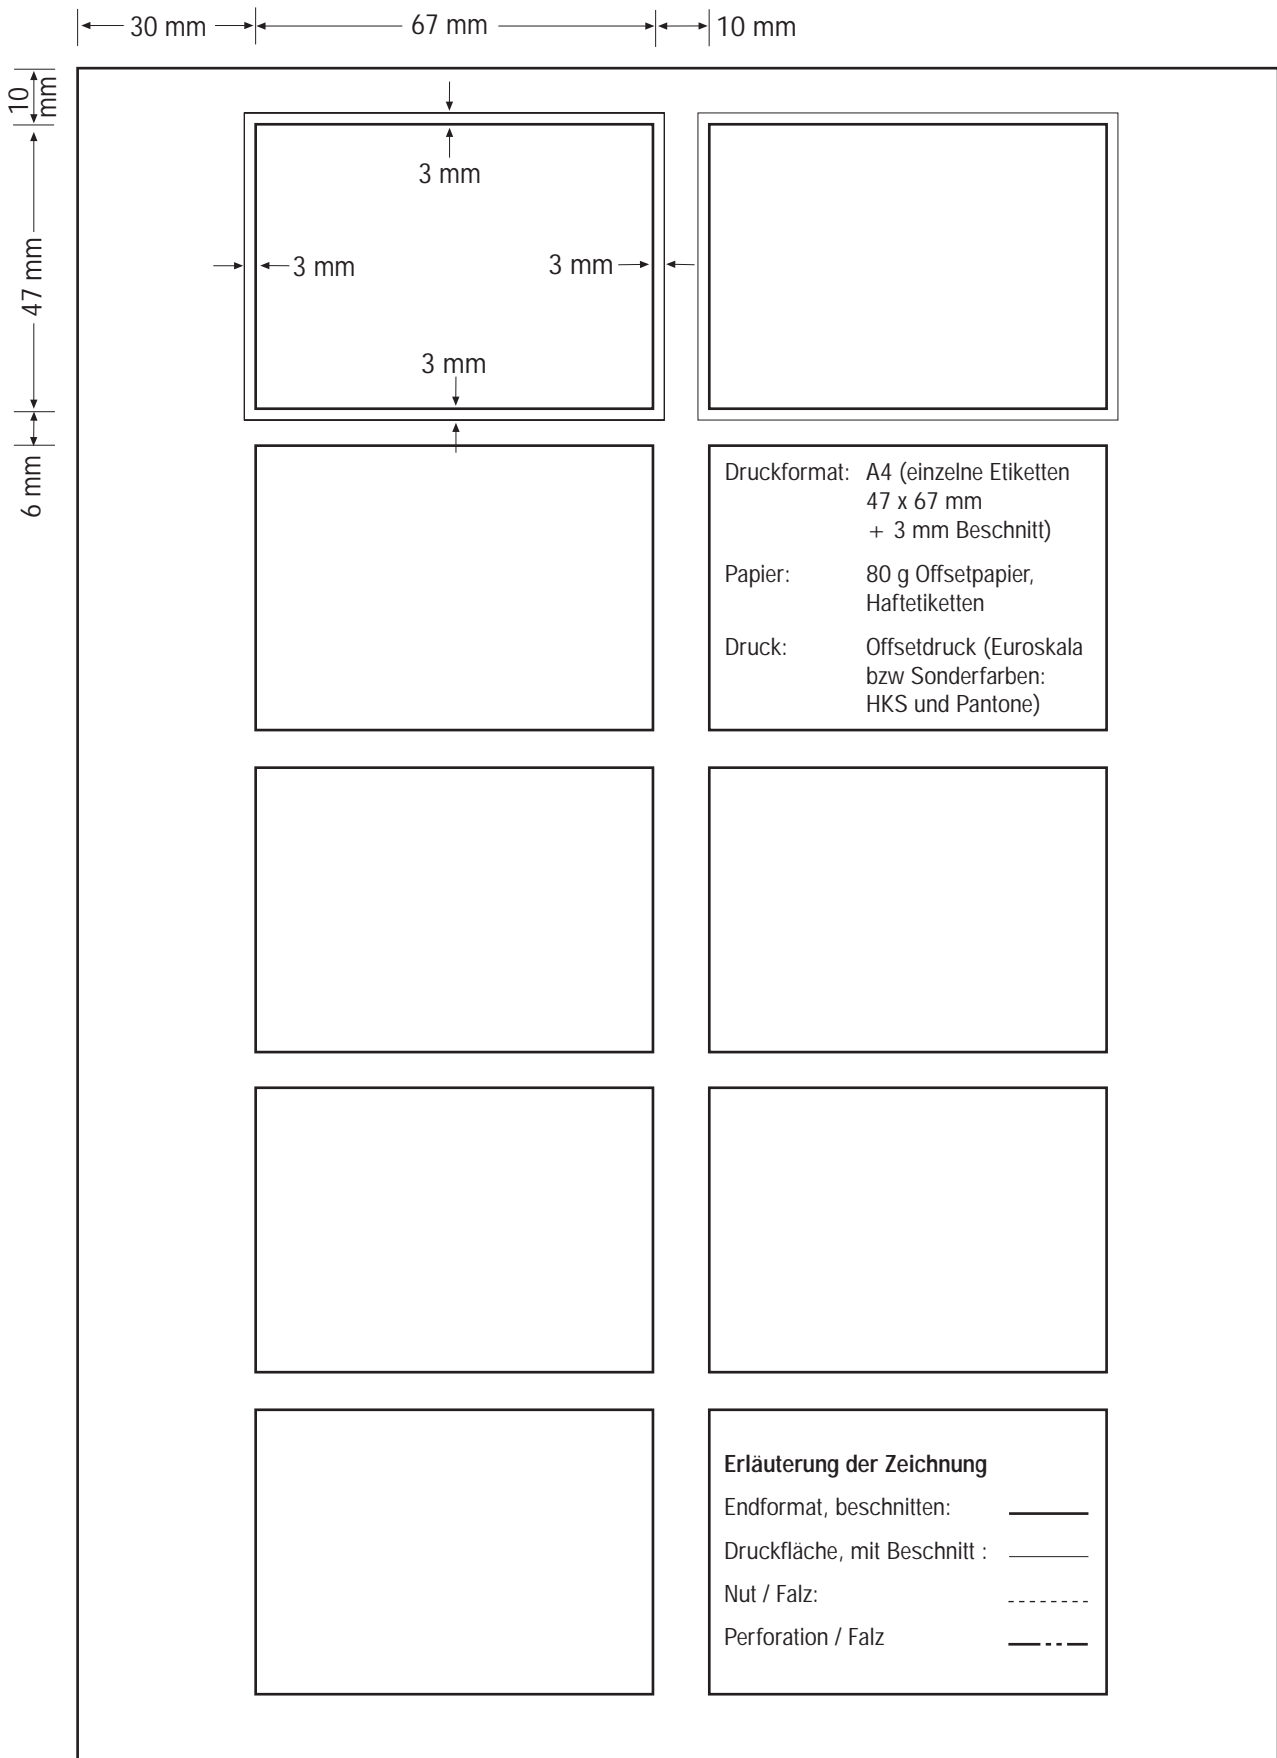 30 mm 67 mm 10 mm
10 mm
3 mm
47 mm
3 mm 3 mm
3 mm
6 mm
Druckformat: A4 (einzelne Etiketten
47 x 67 mm
+ 3 mm Beschnitt)
Papier: 80 g Offsetpapier,
Haftetiketten
Druck: Offsetdruck (Euroskala
bzw Sonderfarben:
HKS und Pantone)
Erläuterung der Zeichnung
Endformat, beschnitten:
Druckfläche, mit Beschnitt :
Nut / Falz:
Perforation / Falz